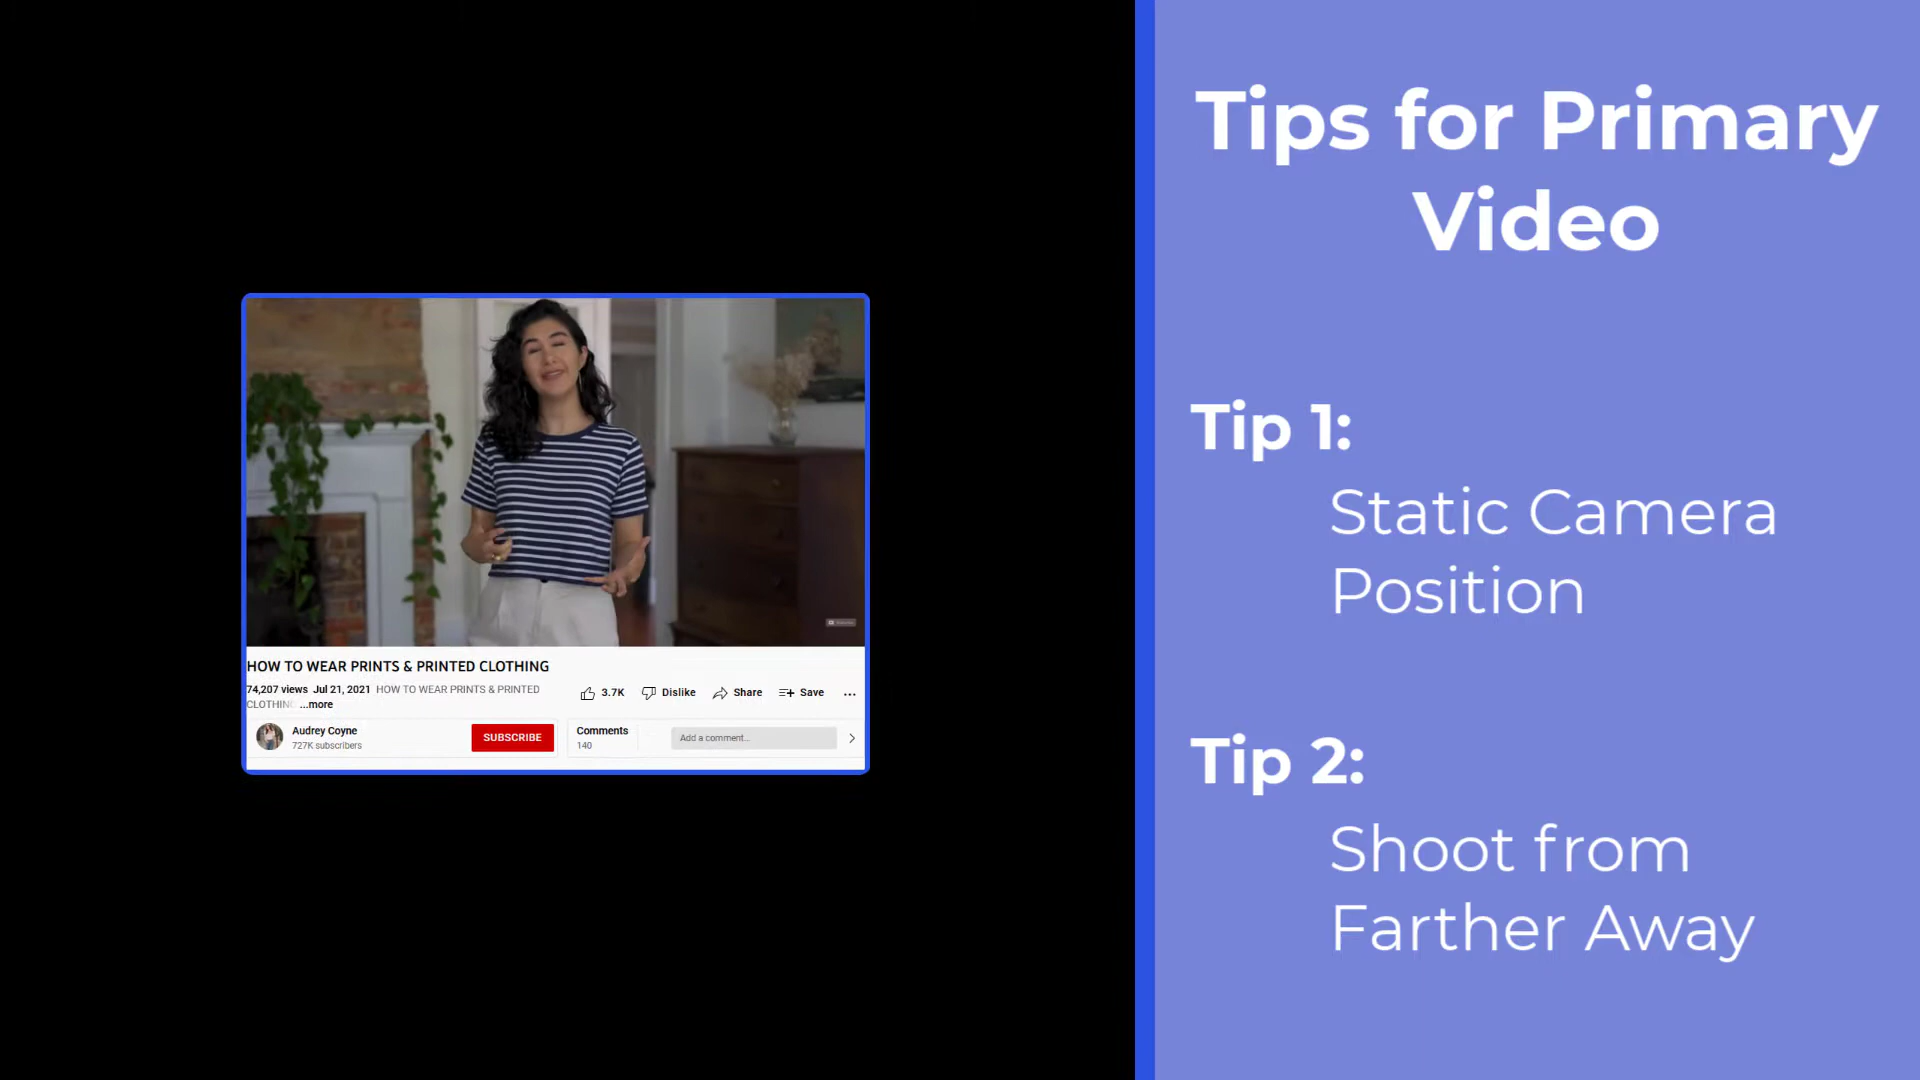 Tips for Primary
Video
Tip 1:
Static Camera
Position
Tip 2:
Shoot from
Farther Away
HOW TO WEAR PRINTS & PRINTED CLOTHING
74,207 views Jul 21, 2021 HOW TO WEAR PRINTS & PRINTED
CLOTHING ...more
3.7K Dislike Share Save ...
Audrey Coyne
727K subscribers
SUBSCRIBE
Comments
140
Add a comment...